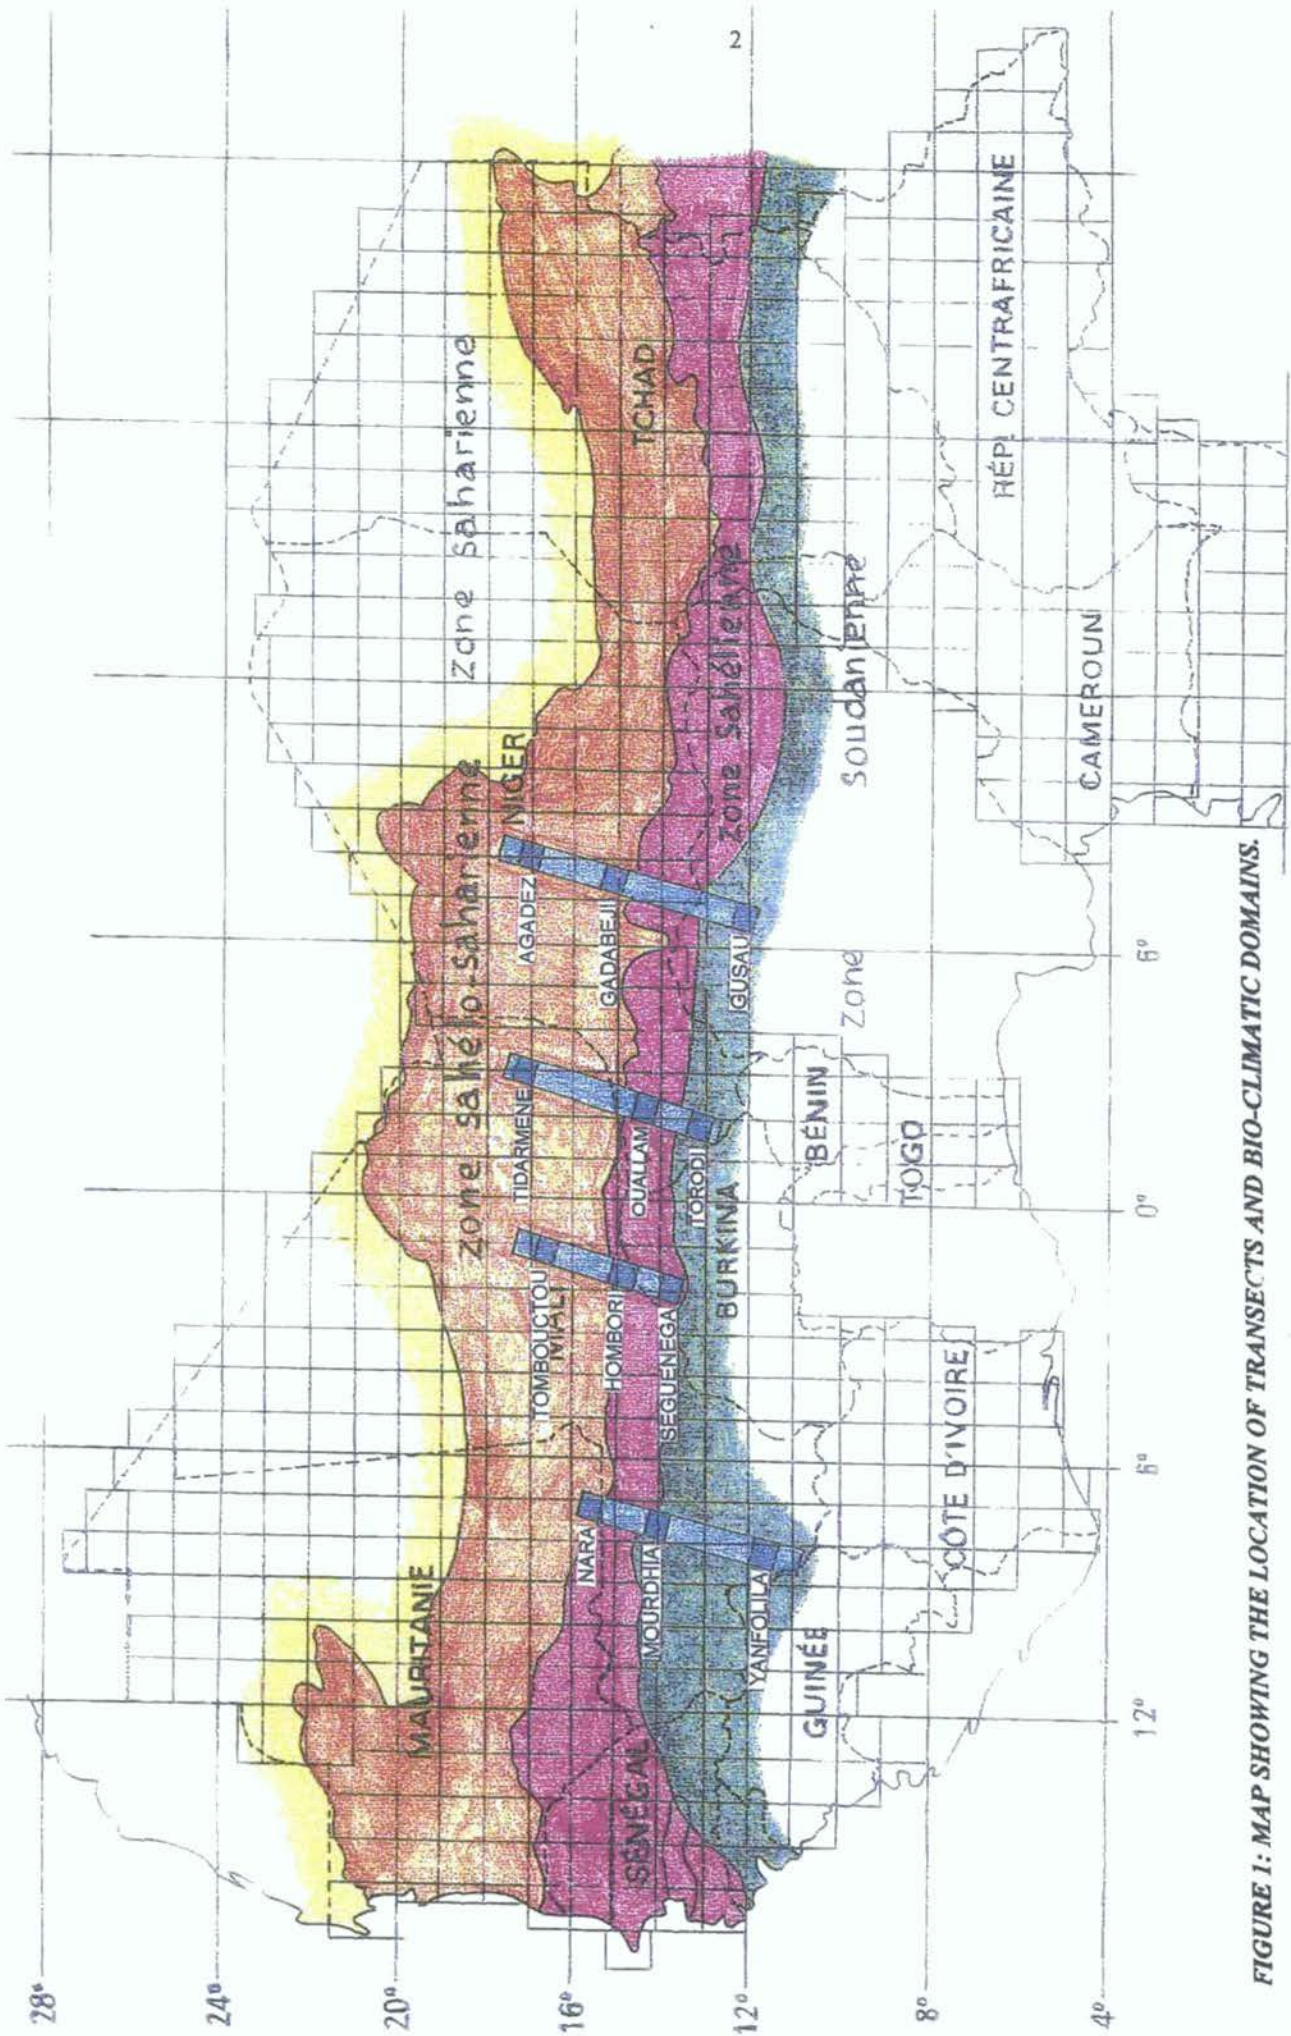 28°
24°
20°
16°
12°
8°
4°
12°
6°
0°
6°
2
Zone saharienne
Zone sahélo-saharienne
Zone Sahélienne
Zone
Soudanienne
MAURITANIE
MALI
NIGER
TCHAD
SÉNÉGAL
BURKINA
GUINÉE
CÔTE D'IVOIRE
TOGO
BÉNIN
CAMEROUN
RÉP. CENTRAFRICAINE
NARA
MOURDHIA
YANFOLILA
TOMBOUCTOU
HOMBORI
SEGUENEGA
TIDARMENE
OUALLAM
TORODI
AGADEZ
GADABEJI
GUSAU
FIGURE 1: MAP SHOWING THE LOCATION OF TRANSECTS AND BIO-CLIMATIC DOMAINS.